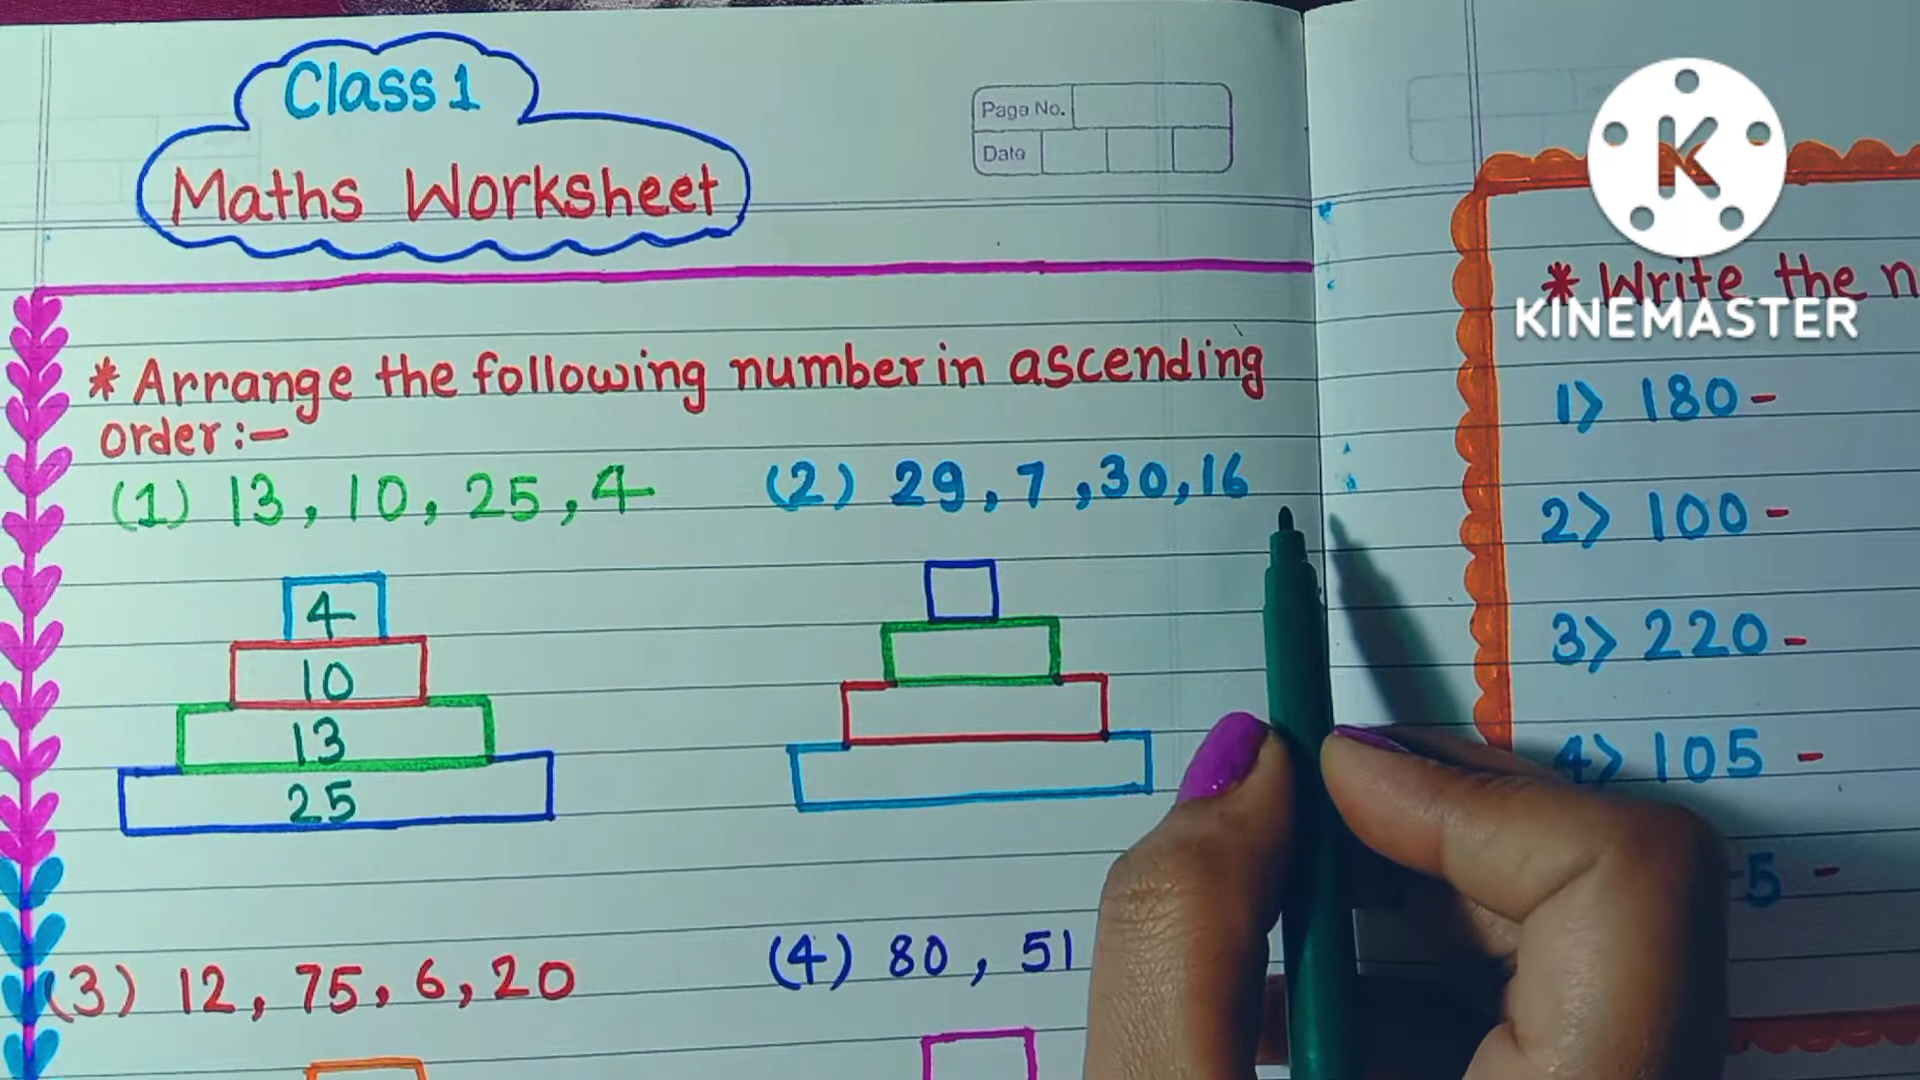 Class 1
Maths Worksheet
Page No.
Date
* Arrange the following number in ascending
order :-
(1) 13, 10, 25, 4
(2) 29, 7, 30, 16
4
10
13
25
(3) 12, 75, 6, 20
(4) 80, 51
K
KINEMASTER
* Write the
1) 180 -
2) 100 -
3) 220 -
4) 105 -
5 -